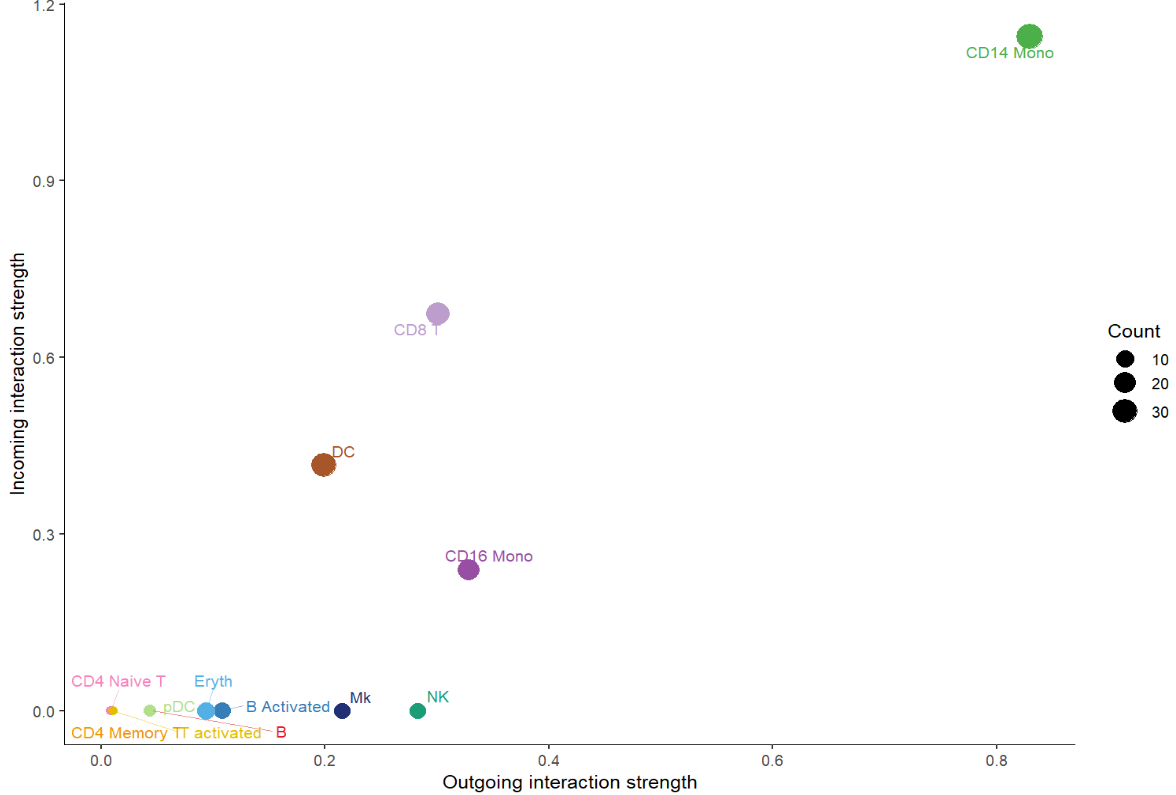 1.2
CD14 Mono
0.9
CD8 T
0.6
DC
0.3
CD16 Mono
CD4 Naive T
Eryth
pDC
B Activated
Mk
NK
0.0
CD4 Memory T
T activated
B
0.0
0.2
0.4
0.6
0.8
Outgoing interaction strength
Incoming interaction strength
Count
10
20
30